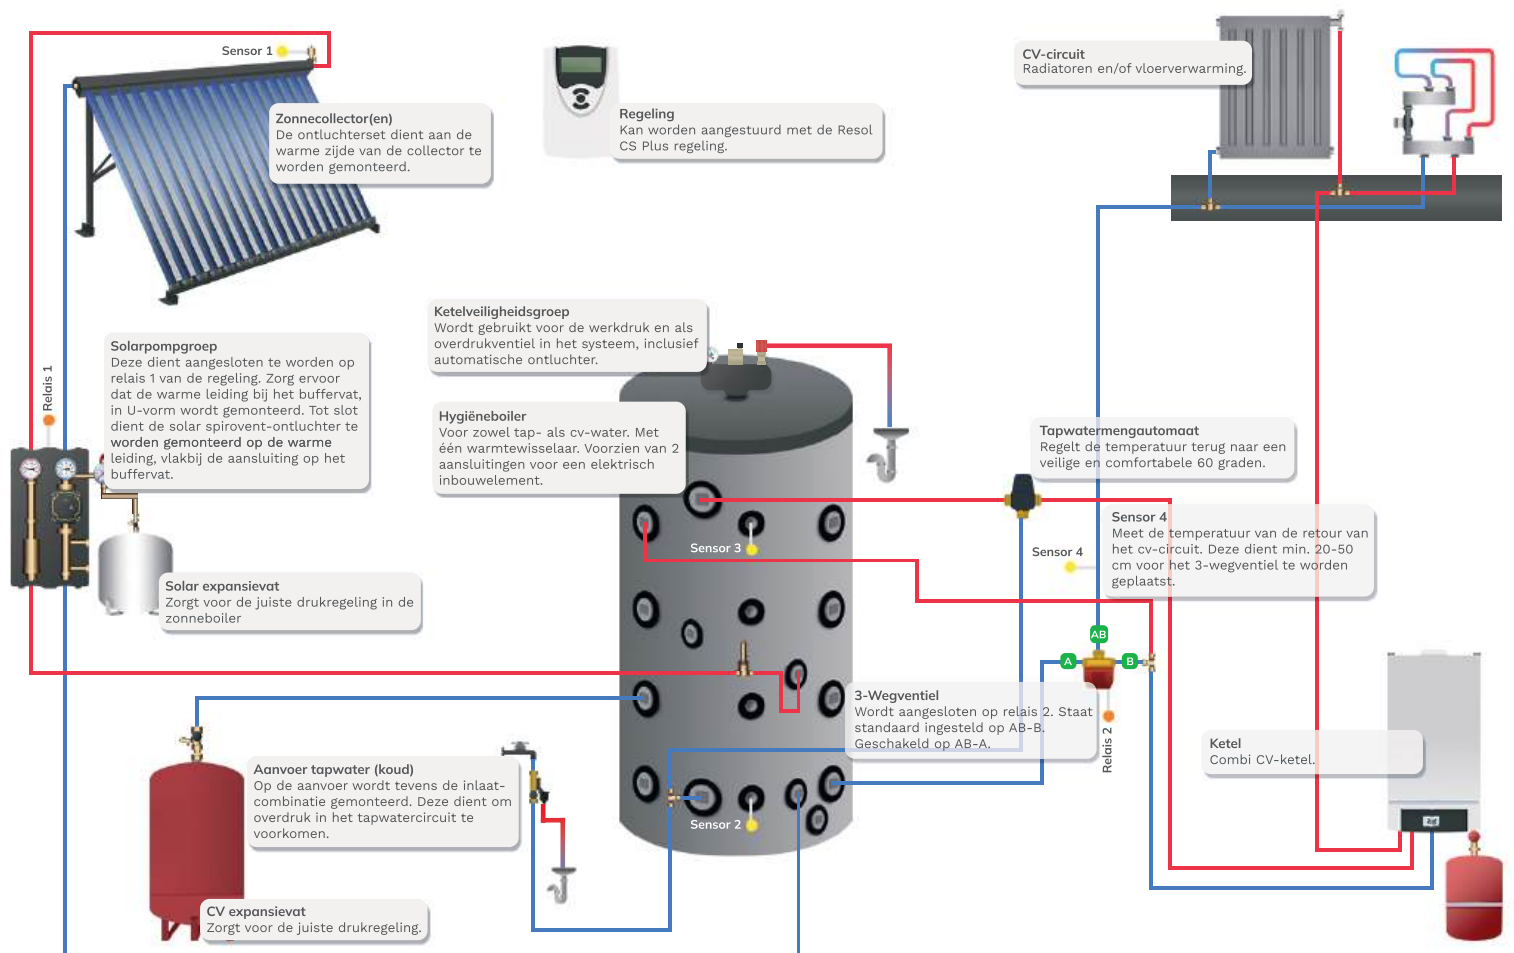 Sensor 1
Zonnecollector(en)
De ontluchterset dient aan de
warme zijde van de collector te
worden gemonteerd.
Regeling
Kan worden aangestuurd met de Resol
CS Plus regeling.
CV-circuit
Radiatoren en/of vloerverwarming.
Ketelveiligheidsgroep
Wordt gebruikt voor de werkdruk en als
overdrukventiel in het systeem, inclusief
automatische ontluchter.
Relais 1
Solarpompgroep
Deze dient aangesloten te worden op
relais 1 van de regeling. Zorg ervoor
dat de warme leiding bij het buffervat,
in U-vorm wordt gemonteerd. Tot slot
dient de solar spirovent-ontluchter te
worden gemonteerd op de warme
leiding, vlakbij de aansluiting op het
buffervat.
Hygiëneboiler
Voor zowel tap- als cv-water. Met
één warmtewisselaar. Voorzien van 2
aansluitingen voor een elektrisch
inbouwelement.
Tapwatermengautomaat
Regelt de temperatuur terug naar een
veilige en comfortabele 60 graden.
Sensor 3
Sensor 4
Sensor 4
Meet de temperatuur van de retour van
het cv-circuit. Deze dient min. 20-50
cm voor het 3-wegventiel te worden
geplaatst.
Solar expansievat
Zorgt voor de juiste drukregeling in de
zonneboiler
AB
A
B
3-Wegventiel
Wordt aangesloten op relais 2. Staat
standaard ingesteld op AB-B.
Geschakeld op AB-A.
Relais 2
Ketel
Combi CV-ketel.
Aanvoer tapwater (koud)
Op de aanvoer wordt tevens de inlaat-
combinatie gemonteerd. Deze dient om
overdruk in het tapwatercircuit te
voorkomen.
Sensor 2
CV expansievat
Zorgt voor de juiste drukregeling.